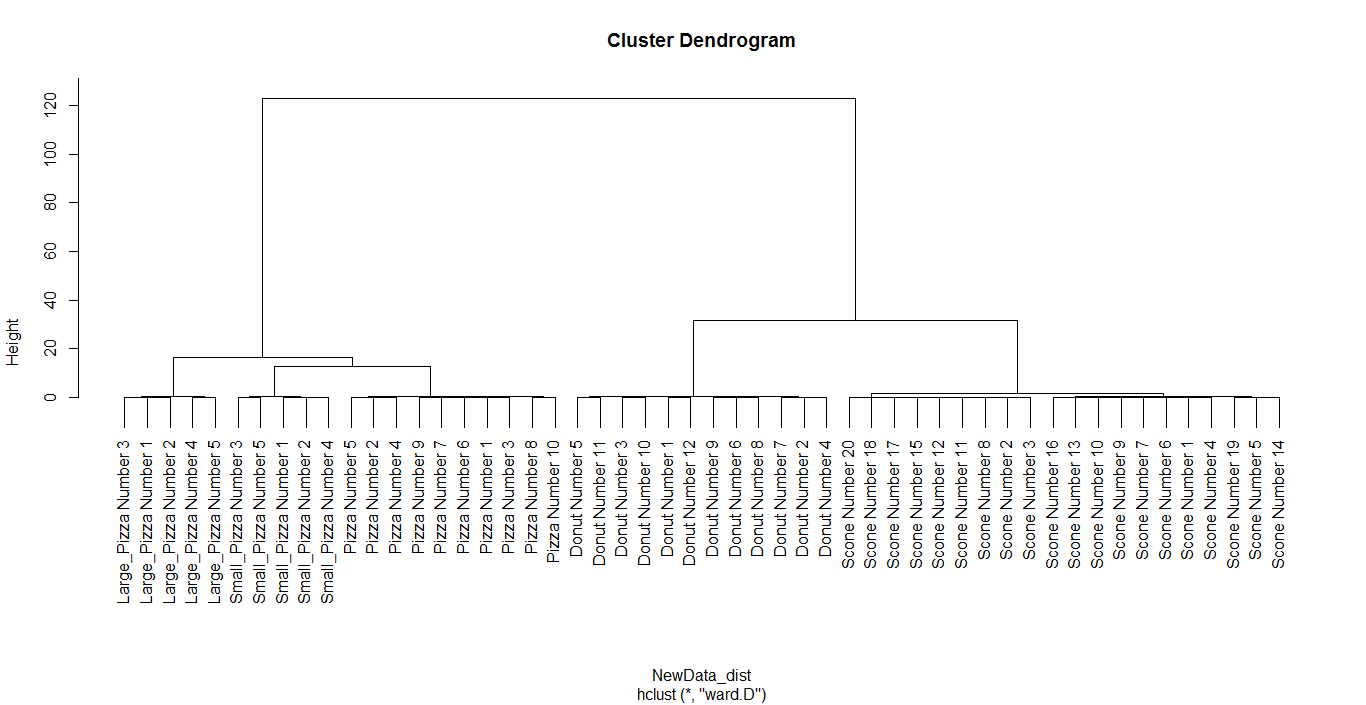 Cluster Dendrogram
Height
120
100
80
60
40
20
0
Large_Pizza Number 3
Large_Pizza Number 1
Large_Pizza Number 2
Large_Pizza Number 4
Large_Pizza Number 5
Small_Pizza Number 3
Small_Pizza Number 5
Small_Pizza Number 1
Small_Pizza Number 2
Small_Pizza Number 4
Pizza Number 5
Pizza Number 2
Pizza Number 4
Pizza Number 9
Pizza Number 7
Pizza Number 6
Pizza Number 1
Pizza Number 3
Pizza Number 8
Pizza Number 10
Donut Number 5
Donut Number 11
Donut Number 3
Donut Number 10
Donut Number 1
Donut Number 12
Donut Number 9
Donut Number 6
Donut Number 8
Donut Number 7
Donut Number 2
Donut Number 4
Scone Number 20
Scone Number 18
Scone Number 17
Scone Number 15
Scone Number 12
Scone Number 11
Scone Number 8
Scone Number 2
Scone Number 3
Scone Number 16
Scone Number 13
Scone Number 10
Scone Number 9
Scone Number 7
Scone Number 6
Scone Number 1
Scone Number 4
Scone Number 19
Scone Number 5
Scone Number 14
NewData_dist
hclust (*, "ward.D")